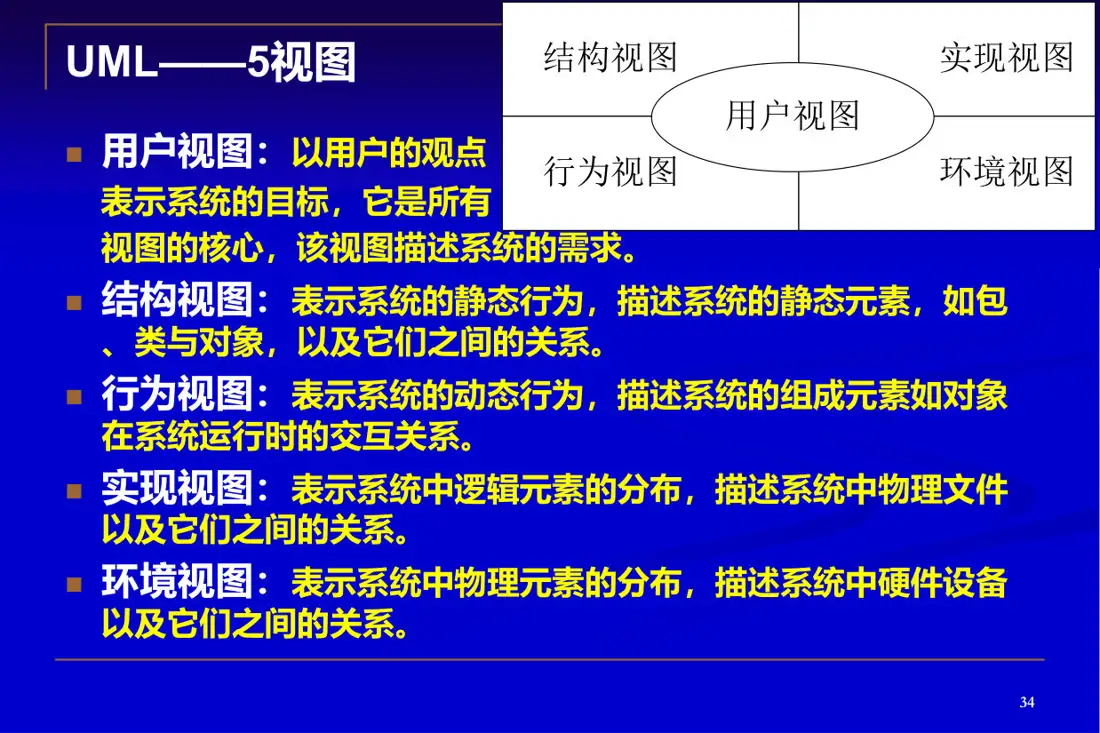 UML——5视图
结构视图
实现视图
用户视图
行为视图
环境视图
用户视图：以用户的观点
表示系统的目标，它是所有
视图的核心，该视图描述系统的需求。
结构视图：表示系统的静态行为，描述系统的静态元素，如包
、类与对象，以及它们之间的关系。
行为视图：表示系统的动态行为，描述系统的组成元素如对象
在系统运行时的交互关系。
实现视图：表示系统中逻辑元素的分布，描述系统中物理文件
以及它们之间的关系。
环境视图：表示系统中物理元素的分布，描述系统中硬件设备
以及它们之间的关系。
34